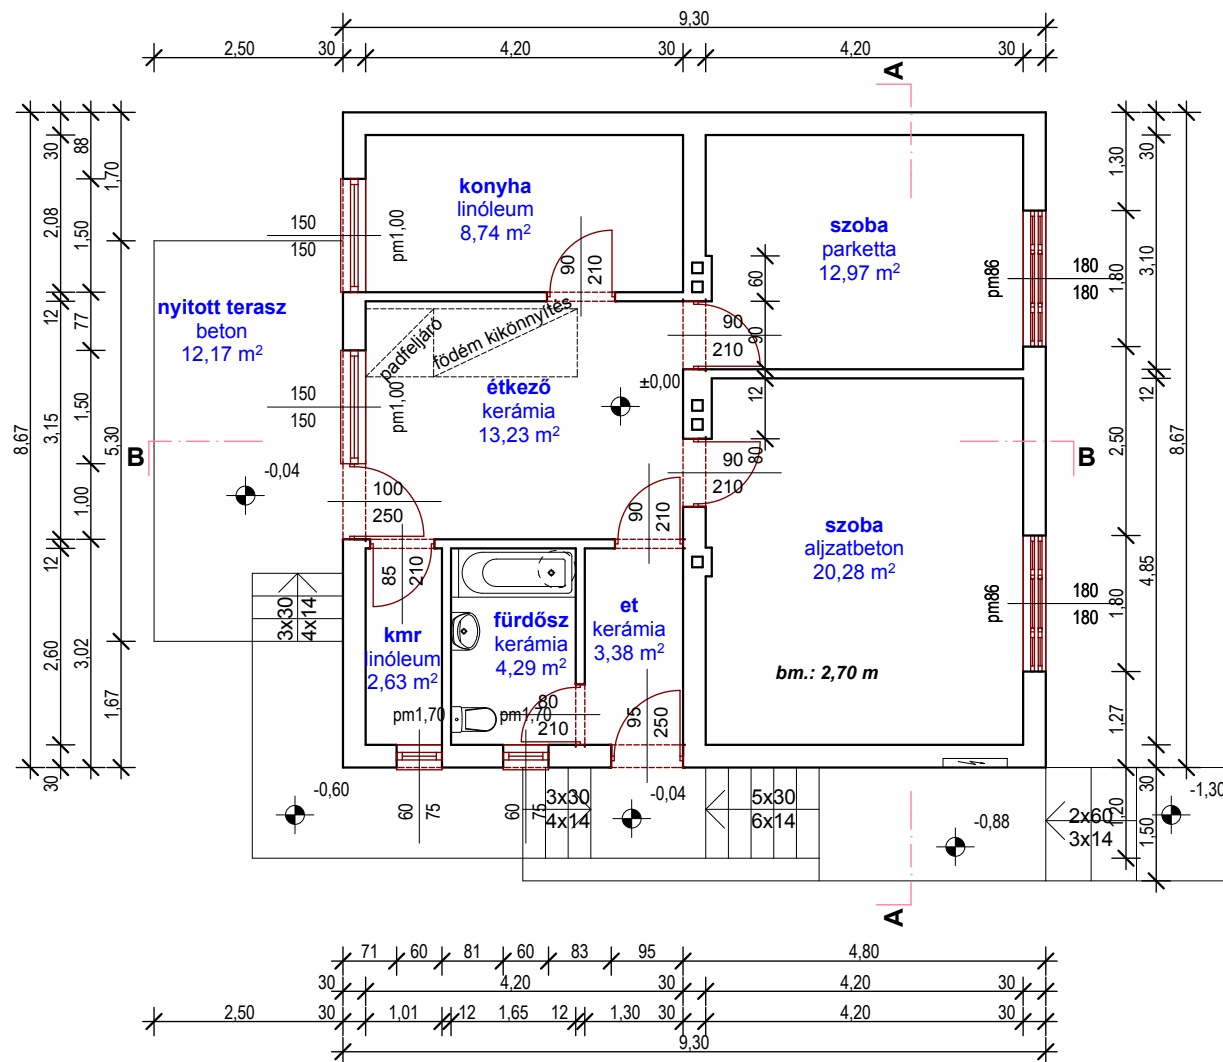 9,30
2,50 30 4,20 30 4,20 30
A
30 88 1,70 1,30 30
konyha
linóleum
8,74 m²
szoba
parketta
12,97 m²
150
150
pm1,00
2,08 1,50
90
210
60
pm86
180
180
1,80 3,10
nyitott terasz
beton
12,17 m²
12 77
padfeljáró
födém kikönnyítés
90
210
90
étkező
kerámia
13,23 m²
±0,00
12
12
150
150
pm1,00
8,67 3,15 1,50 5,30
2,50 8,67
B
B
-0,04
90
210
80
100
250
1,00
90
210
szoba
aljzatbeton
20,28 m²
12
85
210
3x30
4x14
et
kerámia
3,38 m²
fürdősz
kerámia
4,29 m²
kmr
linóleum
2,63 m²
pm86
180
180
1,80 4,85
2,60 3,02 1,67
bm.: 2,70 m
80
210
pm1,70
pm1,70
95
250
1,27
30
-0,60
60
75
60
75
3x30
4x14
-0,04
5x30
6x14
-0,88
2x60
3x14
1,20 30
1,50
-1,30
A
71 60 81 60 83 95 4,80
30 4,20 30 4,20 30
2,50 30 1,01 12 1,65 12 1,30 30 4,20 30
9,30